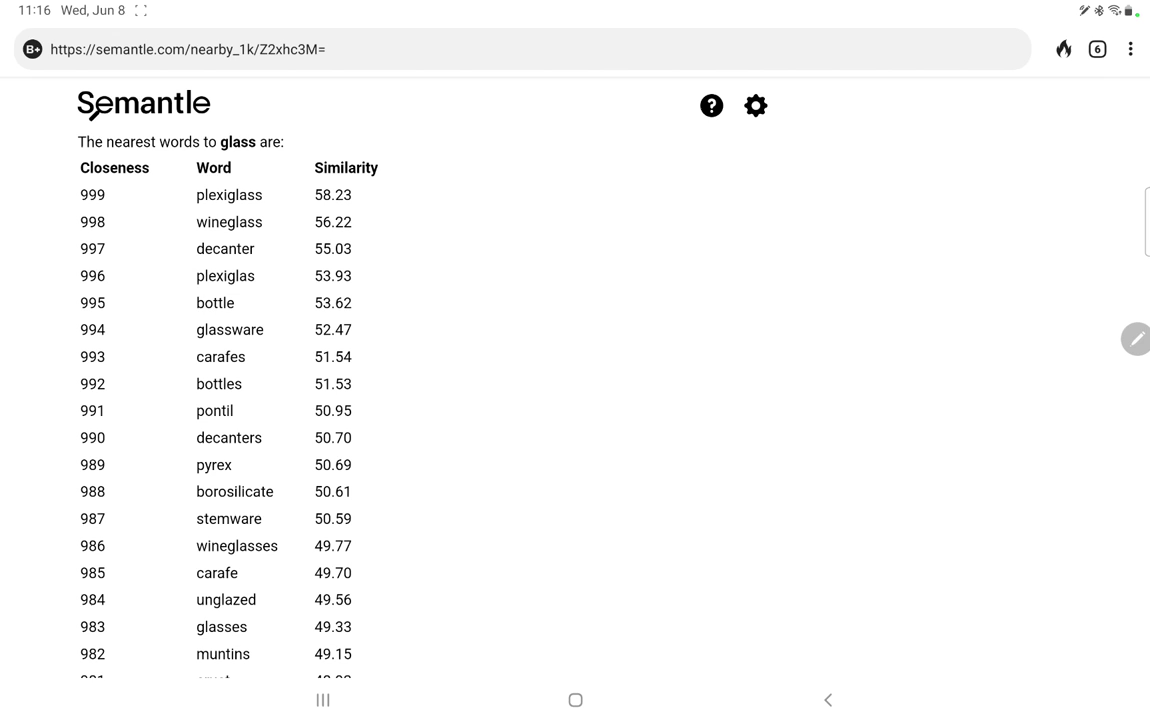 11:16 Wed, Jun 8
B+ https://semantle.com/nearby_1k/Z2xhc3M= 6
Semantle ?
The nearest words to glass are:
Closeness Word Similarity
999 plexiglass 58.23
998 wineglass 56.22
997 decanter 55.03
996 plexiglas 53.93
995 bottle 53.62
994 glassware 52.47
993 carafes 51.54
992 bottles 51.53
991 pontil 50.95
990 decanters 50.70
989 pyrex 50.69
988 borosilicate 50.61
987 stemware 50.59
986 wineglasses 49.77
985 carafe 49.70
984 unglazed 49.56
983 glasses 49.33
982 muntins 49.15